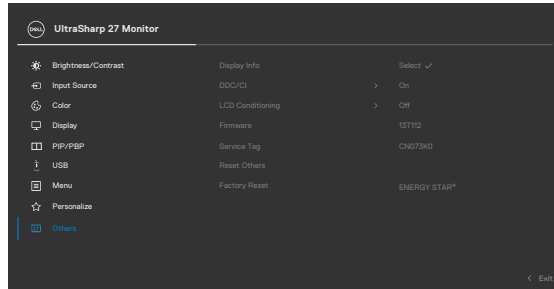 DELL UltraSharp 27 Monitor
Brightness/Contrast Display Info Select ✓
Input Source DDC/CI > On
Color LCD Conditioning > Off
Display Firmware 13T112
PIP/PBP Service Tag CN073K0
USB Reset Others
Menu Factory Reset ENERGY STAR®
Personalize
Others
< Exit